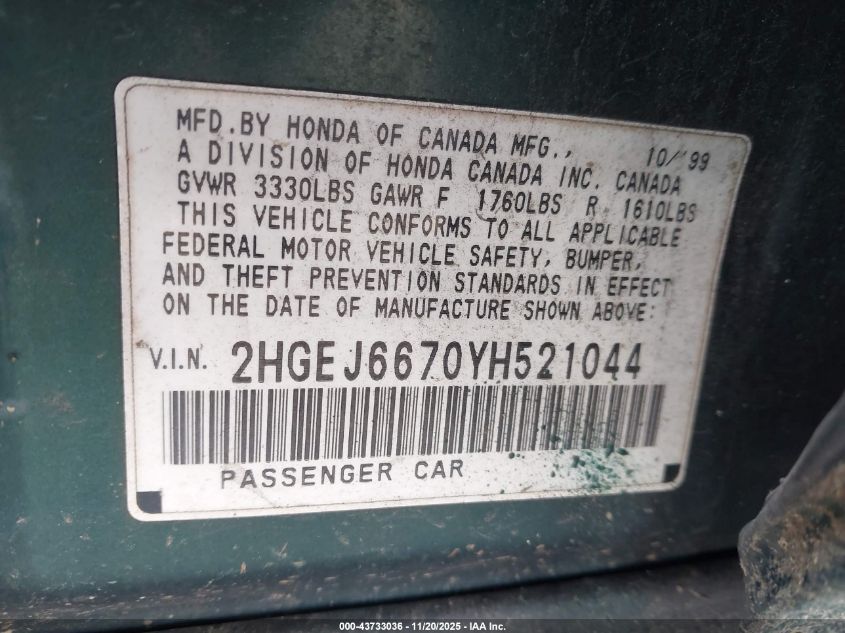 MFD.BY HONDA OF CANADA MFG., 10/'99
A DIVISION OF HONDA CANADA INC. CANADA
GVWR 3330LBS GAWR F 1760LBS R 1610LBS
THIS VEHICLE CONFORMS TO ALL APPLICABLE
FEDERAL MOTOR VEHICLE SAFETY, BUMPER,
AND THEFT PREVENTION STANDARDS IN EFFECT
ON THE DATE OF MANUFACTURE SHOWN ABOVE:
V.I.N. 2HGEJ6670YH521044
PASSENGER CAR
000-43733036 - 11/20/2025 - IAA Inc.